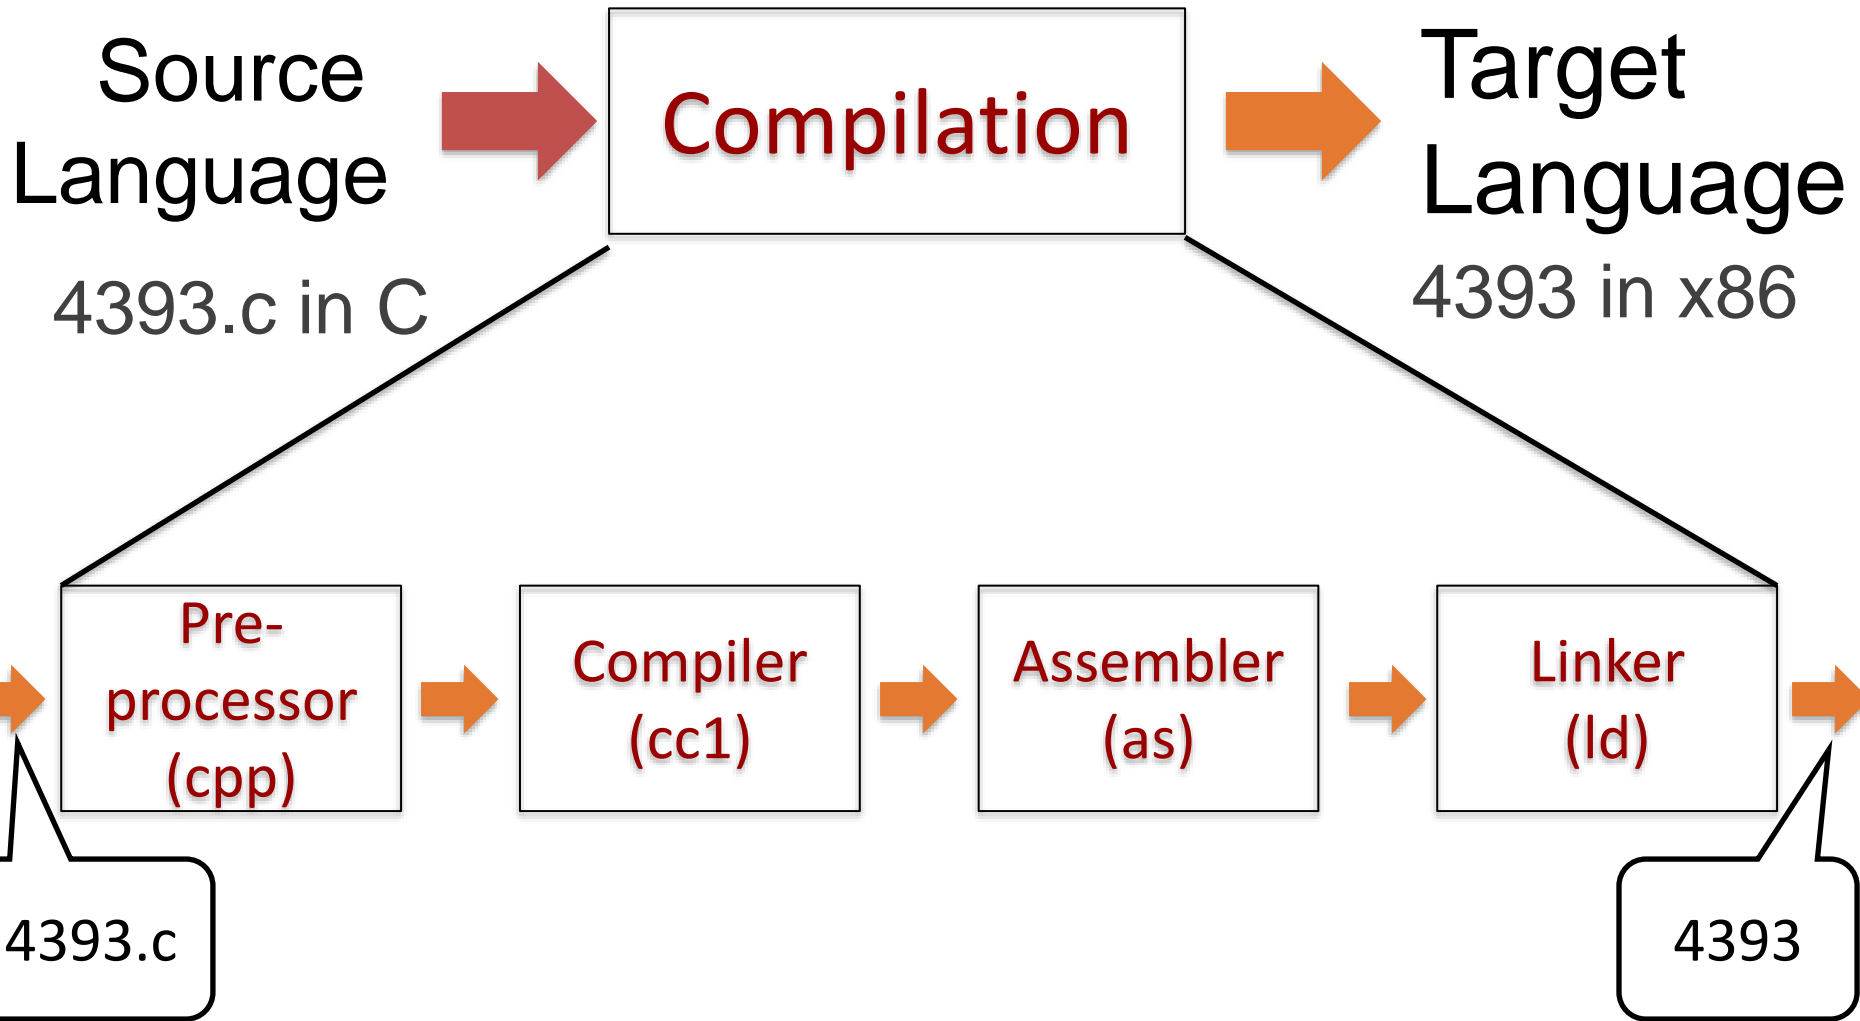 Source
Language
4393.c in C
Compilation
Target
Language
4393 in x86
Pre-
processor
(cpp)
Compiler
(cc1)
Assembler
(as)
Linker
(ld)
4393.c
4393